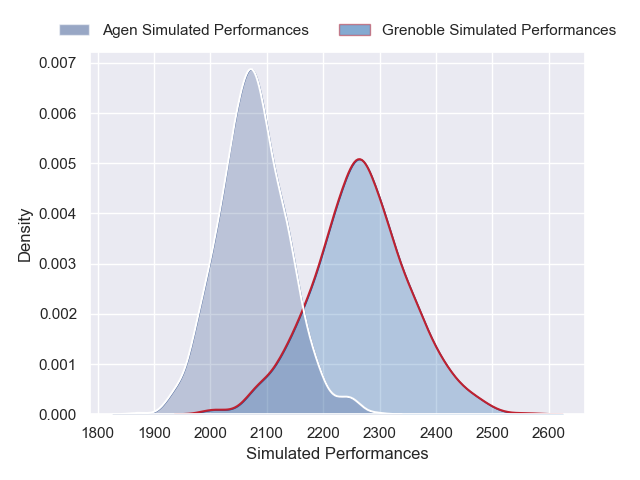 Agen Simulated Performances Grenoble Simulated Performances
0.007
0.006
0.005
0.004
0.003
0.002
0.001
0.000
Density
1800 1900 2000 2100 2200 2300 2400 2500 2600
Simulated Performances